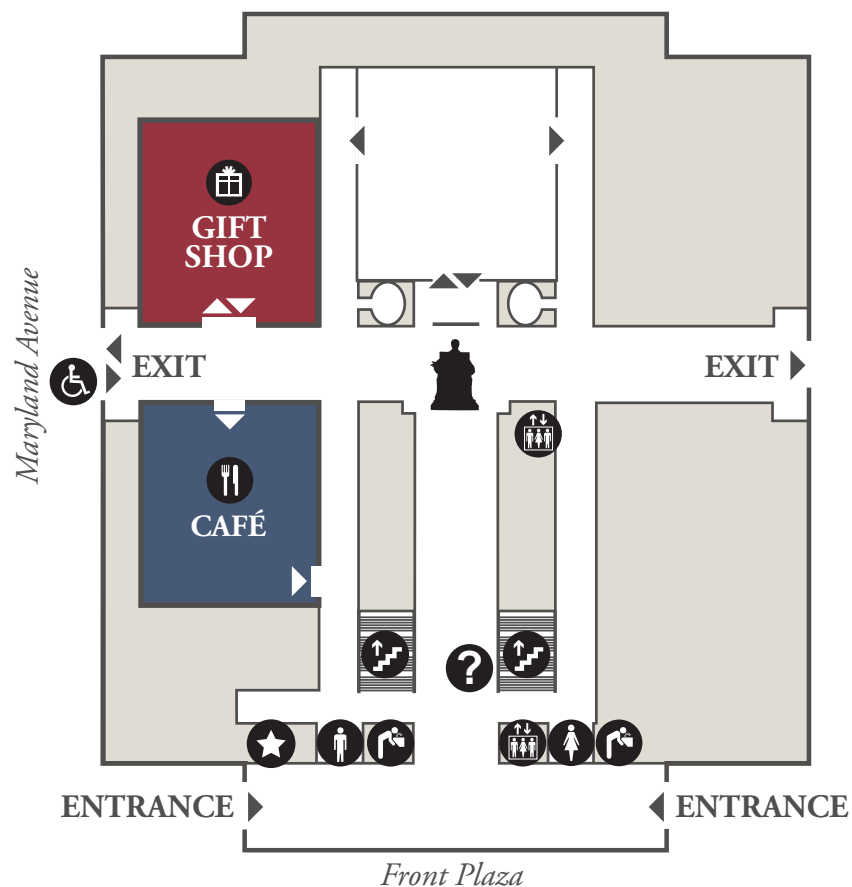 GIFT
SHOP
Maryland Avenue
EXIT
EXIT
CAFÉ
?
ENTRANCE
ENTRANCE
Front Plaza